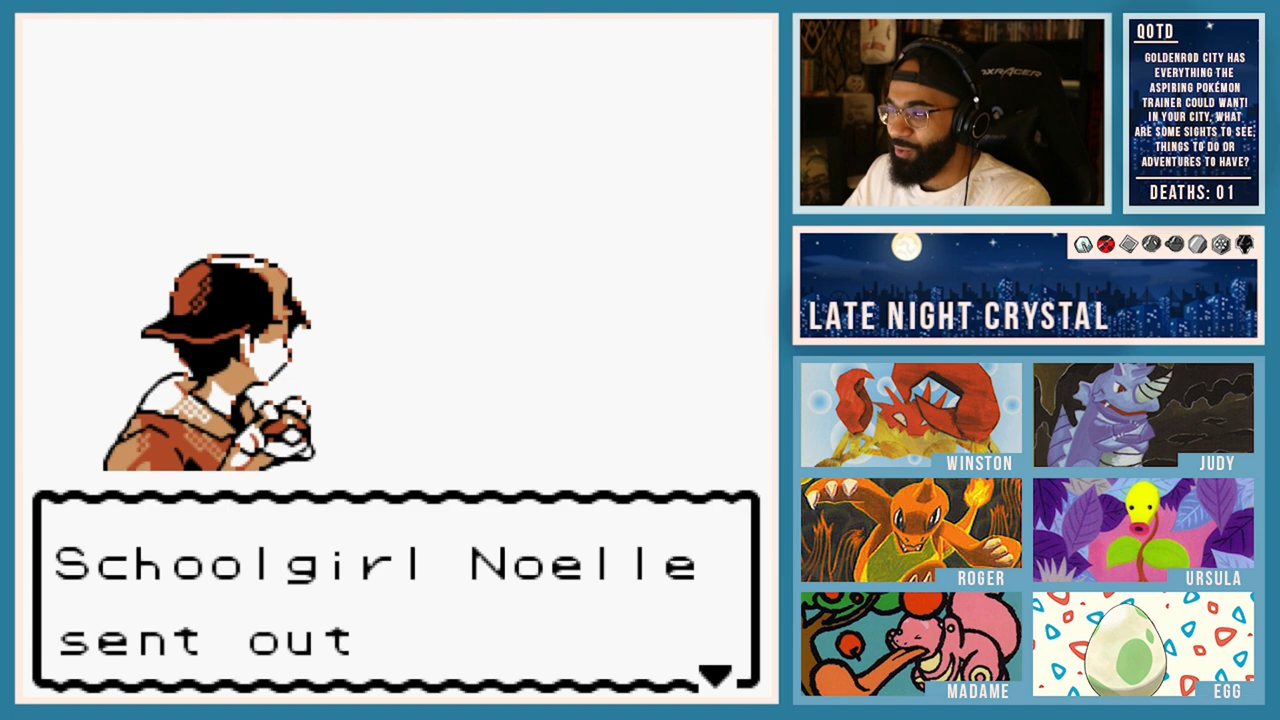 Schoolgirl Noelle
sent out
DXRACER
QOTD
GOLDENROD CITY HAS
EVERYTHING THE
ASPIRING POKÉMON
TRAINER COULD WANT!
IN YOUR CITY, WHAT
ARE SOME SIGHTS TO SEE,
THINGS TO DO OR
ADVENTURES TO HAVE?
DEATHS: 01
LATE NIGHT CRYSTAL
WINSTON
JUDY
ROGER
URSULA
MADAME
EGG